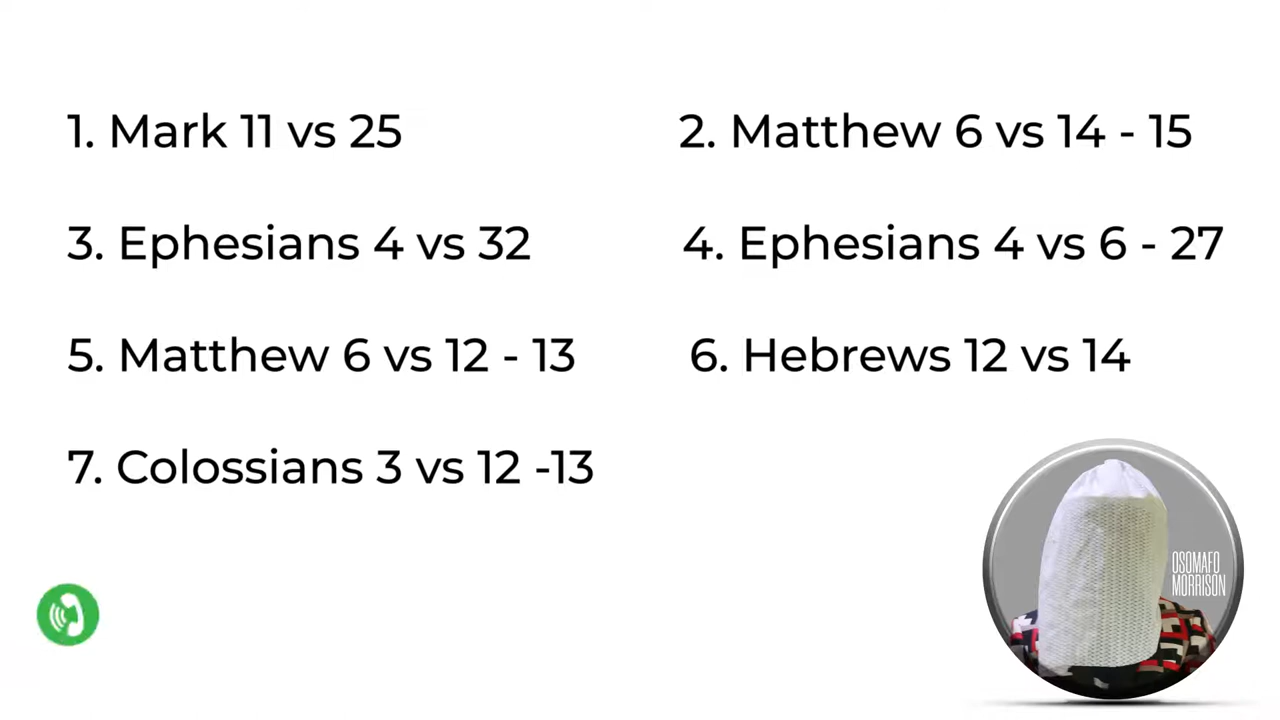 1. Mark 11 vs 25
2. Matthew 6 vs 14 - 15
3. Ephesians 4 vs 32
4. Ephesians 4 vs 6 - 27
5. Matthew 6 vs 12 - 13
6. Hebrews 12 vs 14
7. Colossians 3 vs 12 -13
OSOMAFO
MORRISON